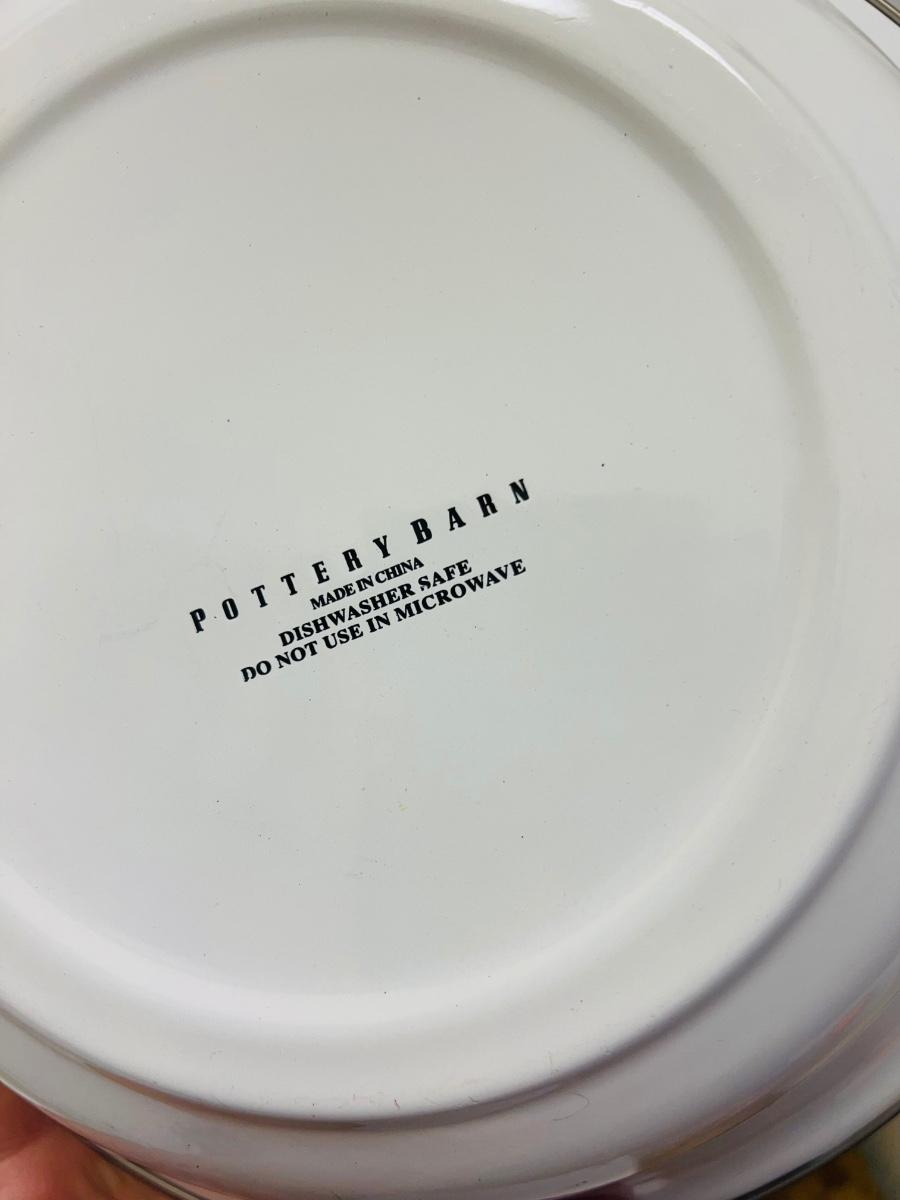 POTTERY BARN
MADE IN CHINA
DISHWASHER SAFE
DO NOT USE IN MICROWAVE